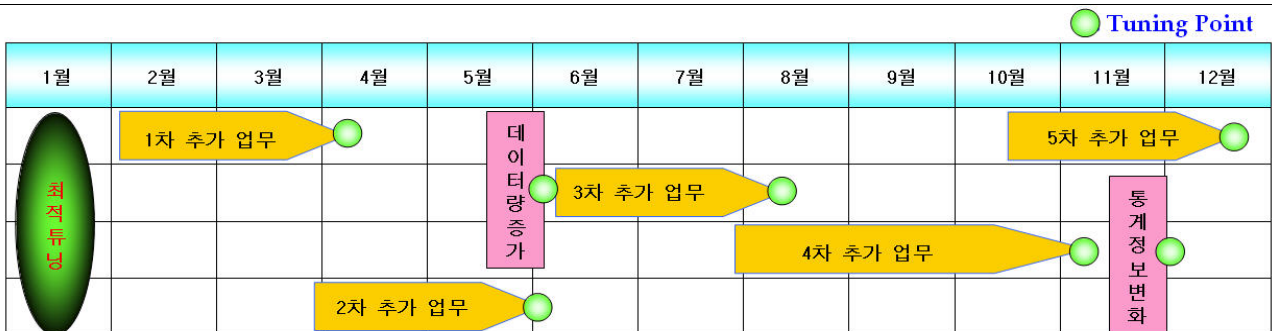 Tuning Point
1월 2월 3월 4월 5월 6월 7월 8월 9월 10월 11월 12월
최적튜닝
1차 추가 업무
데이터량증가
5차 추가 업무
3차 추가 업무
통계정보변화
4차 추가 업무
2차 추가 업무